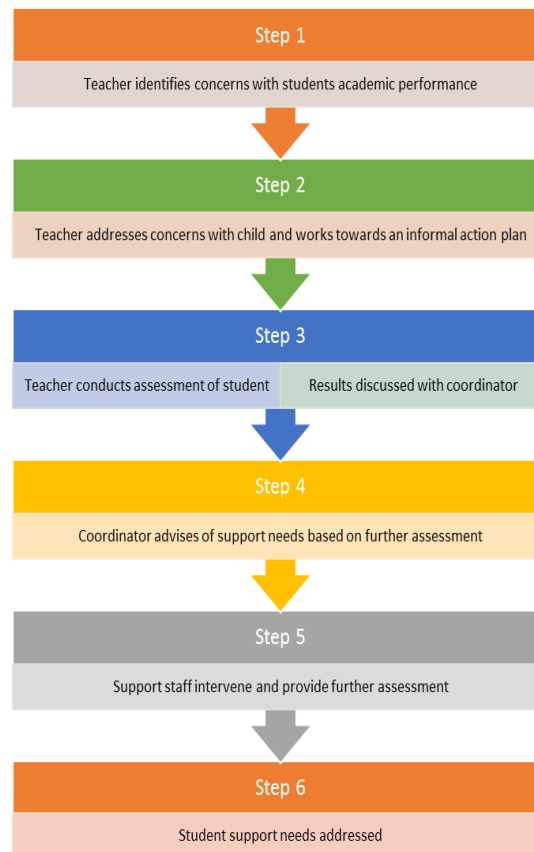 Step 1
Teacher identifies concerns with students academic performance
Step 2
Teacher addresses concerns with child and works towards an informal action plan
Step 3
Teacher conducts assessment of student
Results discussed with coordinator
Step 4
Coordinator advises of support needs based on further assessment
Step 5
Support staff intervene and provide further assessment
Step 6
Student support needs addressed